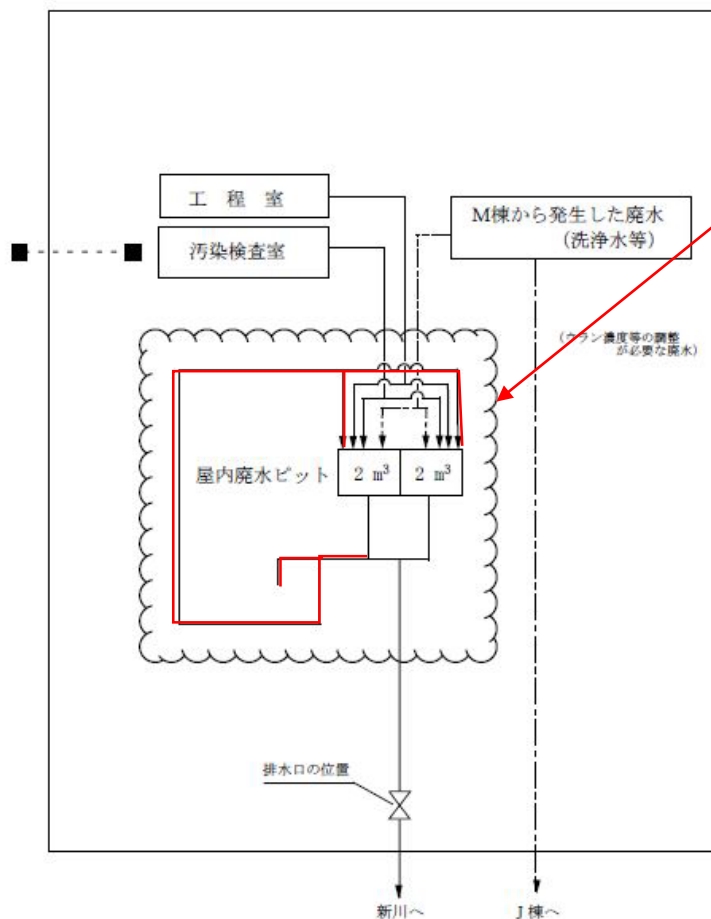 工程室
汚染検査室
M棟から発生した廃水
(洗浄水等)
(ウラン濃度等の調整
が必要な廃水)
屋内廃水ピット
2 m³
2 m³
排水口の位置
新川へ
J棟へ